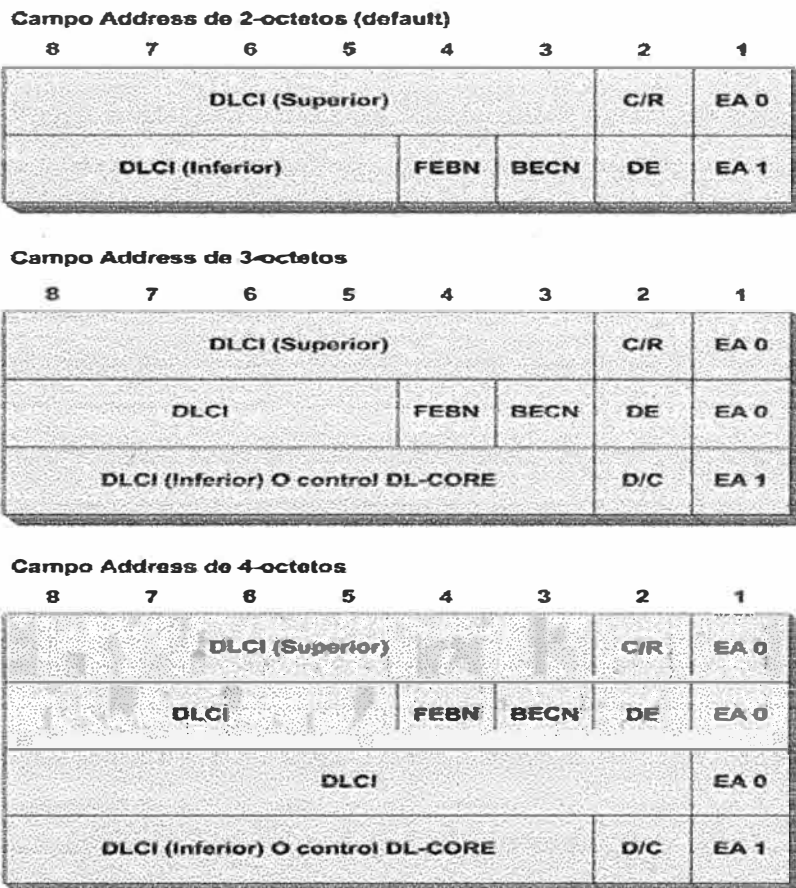 Campo Address de 2-octetos (default)
8 7 6 5 4 3 2 1
DLCI (Superior) C/R EA 0
DLCI (Inferior) FEBN BECN DE EA 1
Campo Address de 3-octetos
8 7 6 5 4 3 2 1
DLCI (Superior) C/R EA 0
DLCI FEBN BECN DE EA 0
DLCI (Inferior) O control DL-CORE D/C EA 1
Campo Address de 4-octetos
8 7 6 5 4 3 2 1
DLCI (Superior) C/R EA 0
DLCI FEBN BECN DE EA 0
DLCI EA 0
DLCI (Inferior) O control DL-CORE D/C EA 1